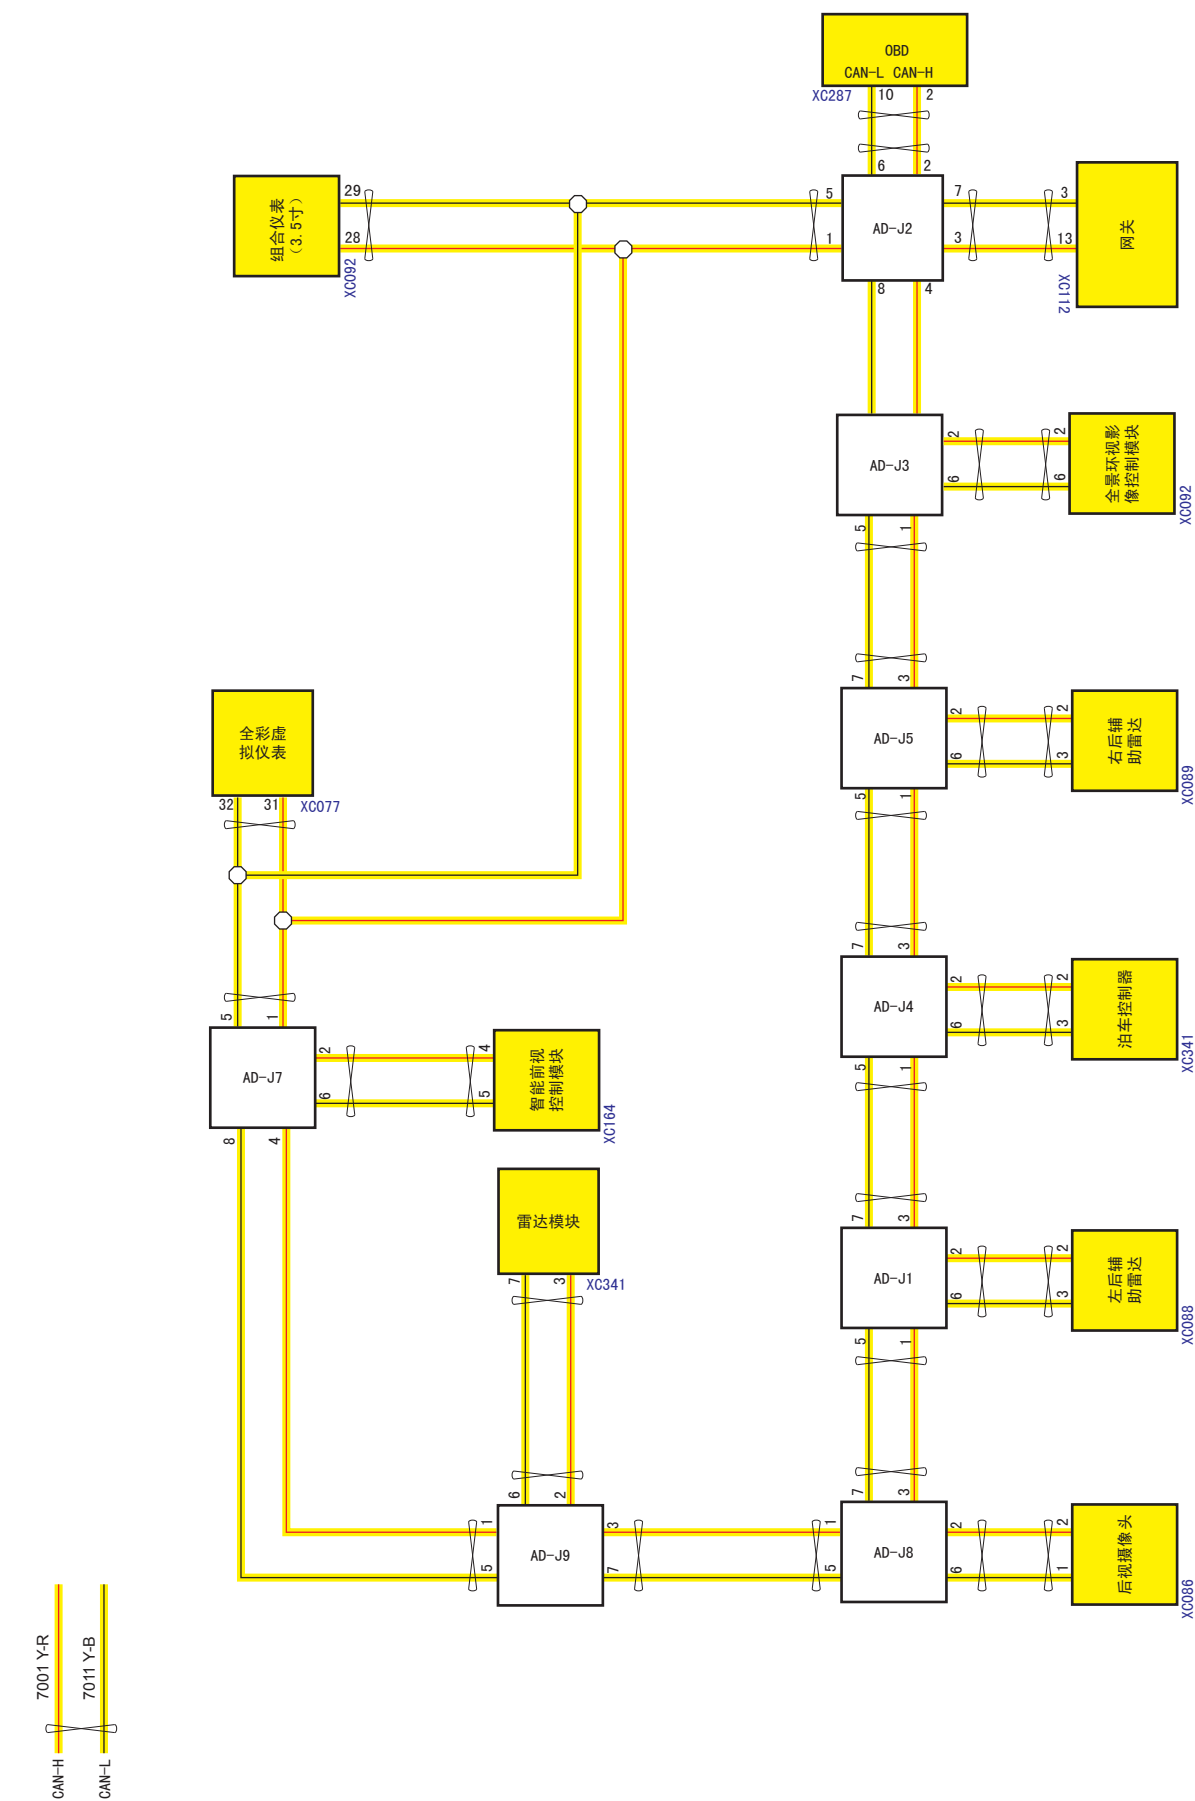 OBD
CAN-L CAN-H
XC287
10
2
6
2
29
28
组合仪表
（3.5寸）
XC092
5
1
AD-J2
7
3
3
13
网关
XC112
8
4
AD-J3
2
6
2
6
全景环视影
像控制模块
XC092
5
1
7
3
AD-J5
2
6
2
3
右后辅
助雷达
XC089
5
1
全彩虚
拟仪表
32
31
XC077
7
3
AD-J4
2
6
2
3
泊车控制器
XC341
5
1
5
1
AD-J7
2
6
4
5
智能前视
控制模块
XC164
8
4
雷达模块
7
3
XC341
7
3
AD-J1
2
6
2
3
左后辅
助雷达
XC088
5
1
6
2
1
5
AD-J9
3
7
7
3
1
5
AD-J8
2
6
2
1
后视摄像头
XC086
7001 Y-R
7011 Y-B
CAN-H
CAN-L